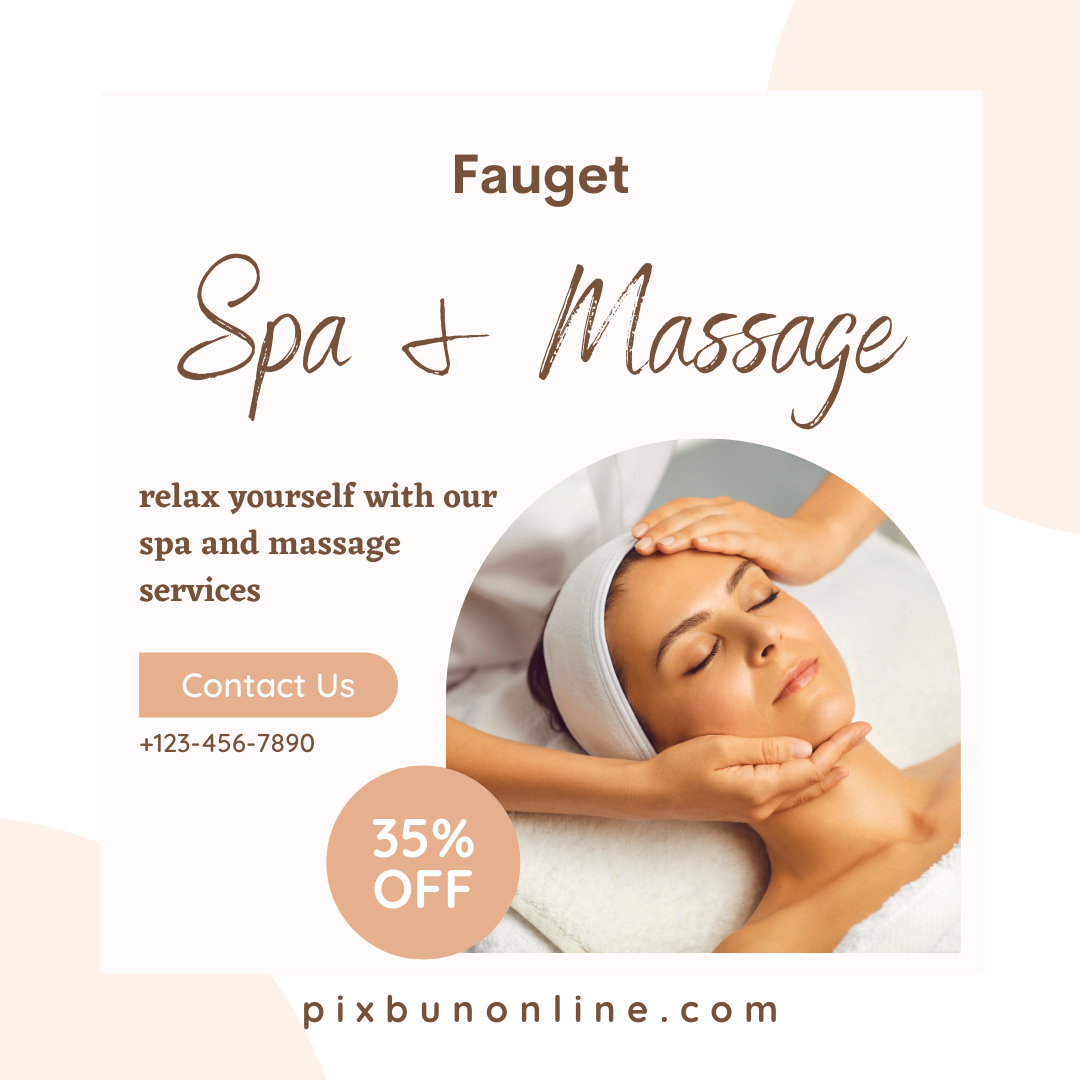 Fauget
Spa + Massage
relax yourself with our
spa and massage
services
Contact Us
+123-456-7890
35%
OFF
pixbunonline.com